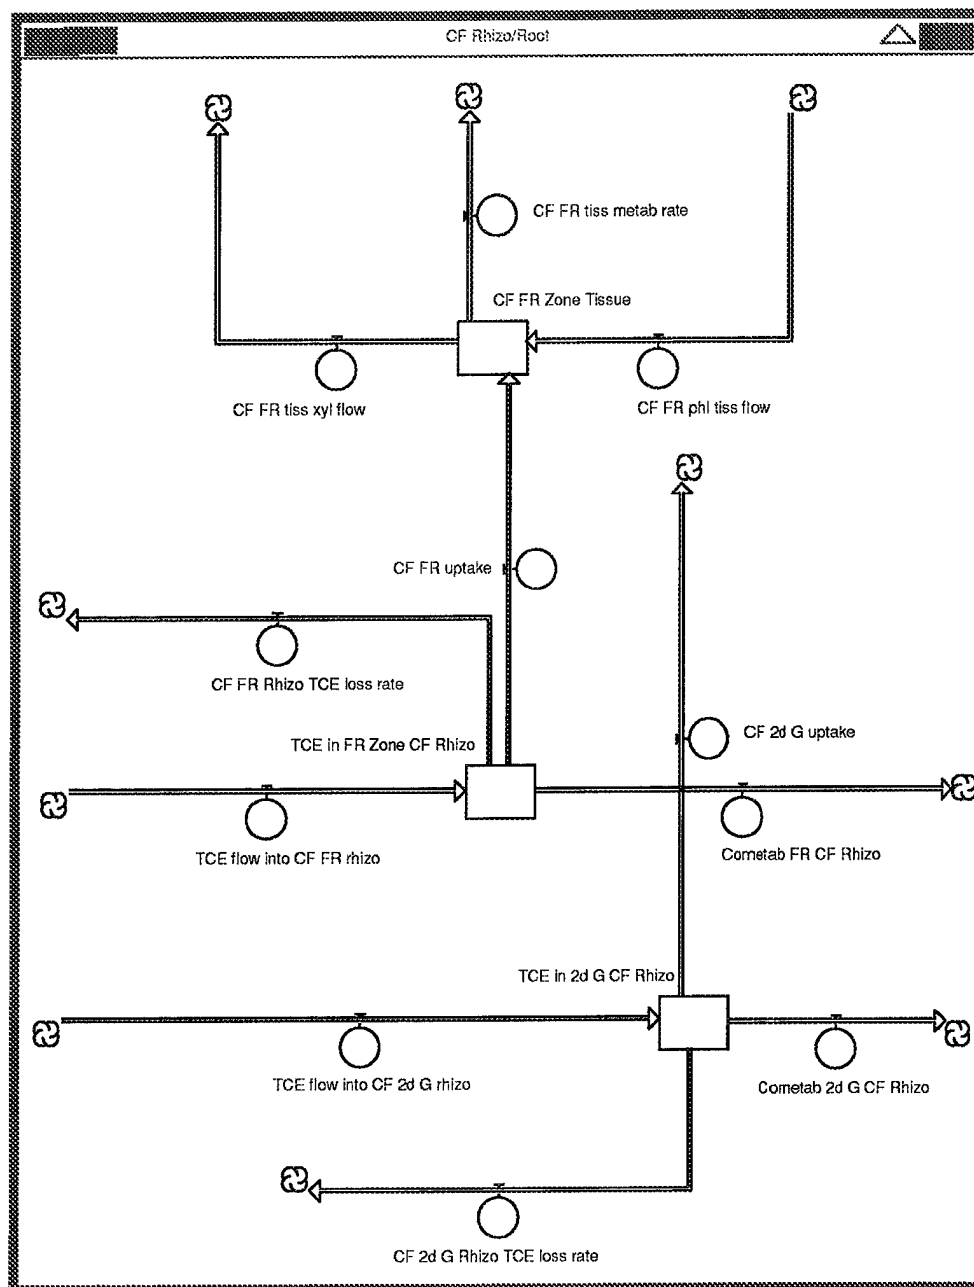 CF Rhizo/Root
CF FR tiss metab rate
CF FR Zone Tissue
CF FR tiss xyl flow
CF FR phl tiss flow
CF FR uptake
CF FR Rhizo TCE loss rate
CF 2d G uptake
TCE in FR Zone CF Rhizo
TCE flow into CF FR rhizo
Cometab FR CF Rhizo
TCE in 2d G CF Rhizo
TCE flow into CF 2d G rhizo
Cometab 2d G CF Rhizo
CF 2d G Rhizo TCE loss rate